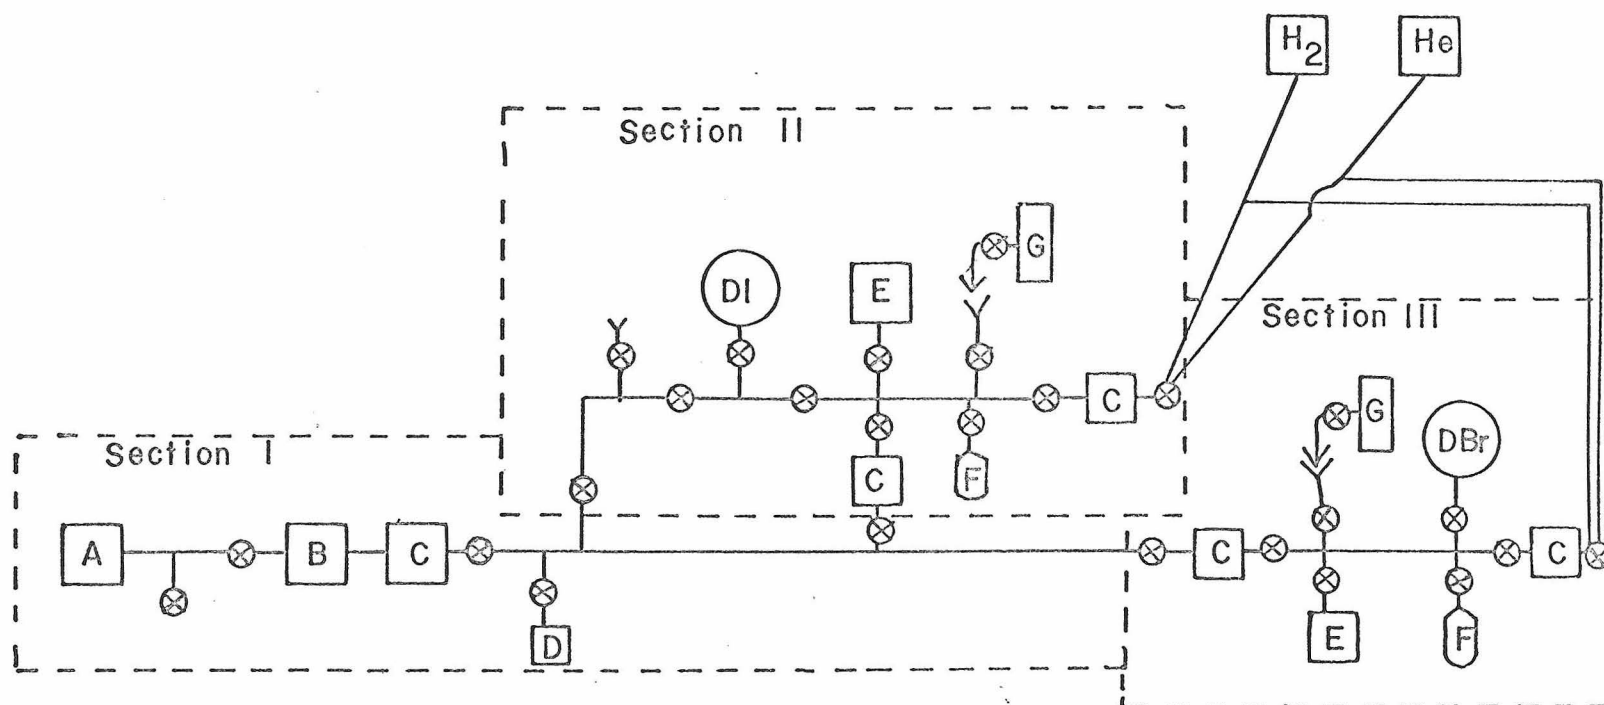 H2 He
Section II
G
DI E
Section III
C
G
DBr
Section I
C F
A B C C C
D E F